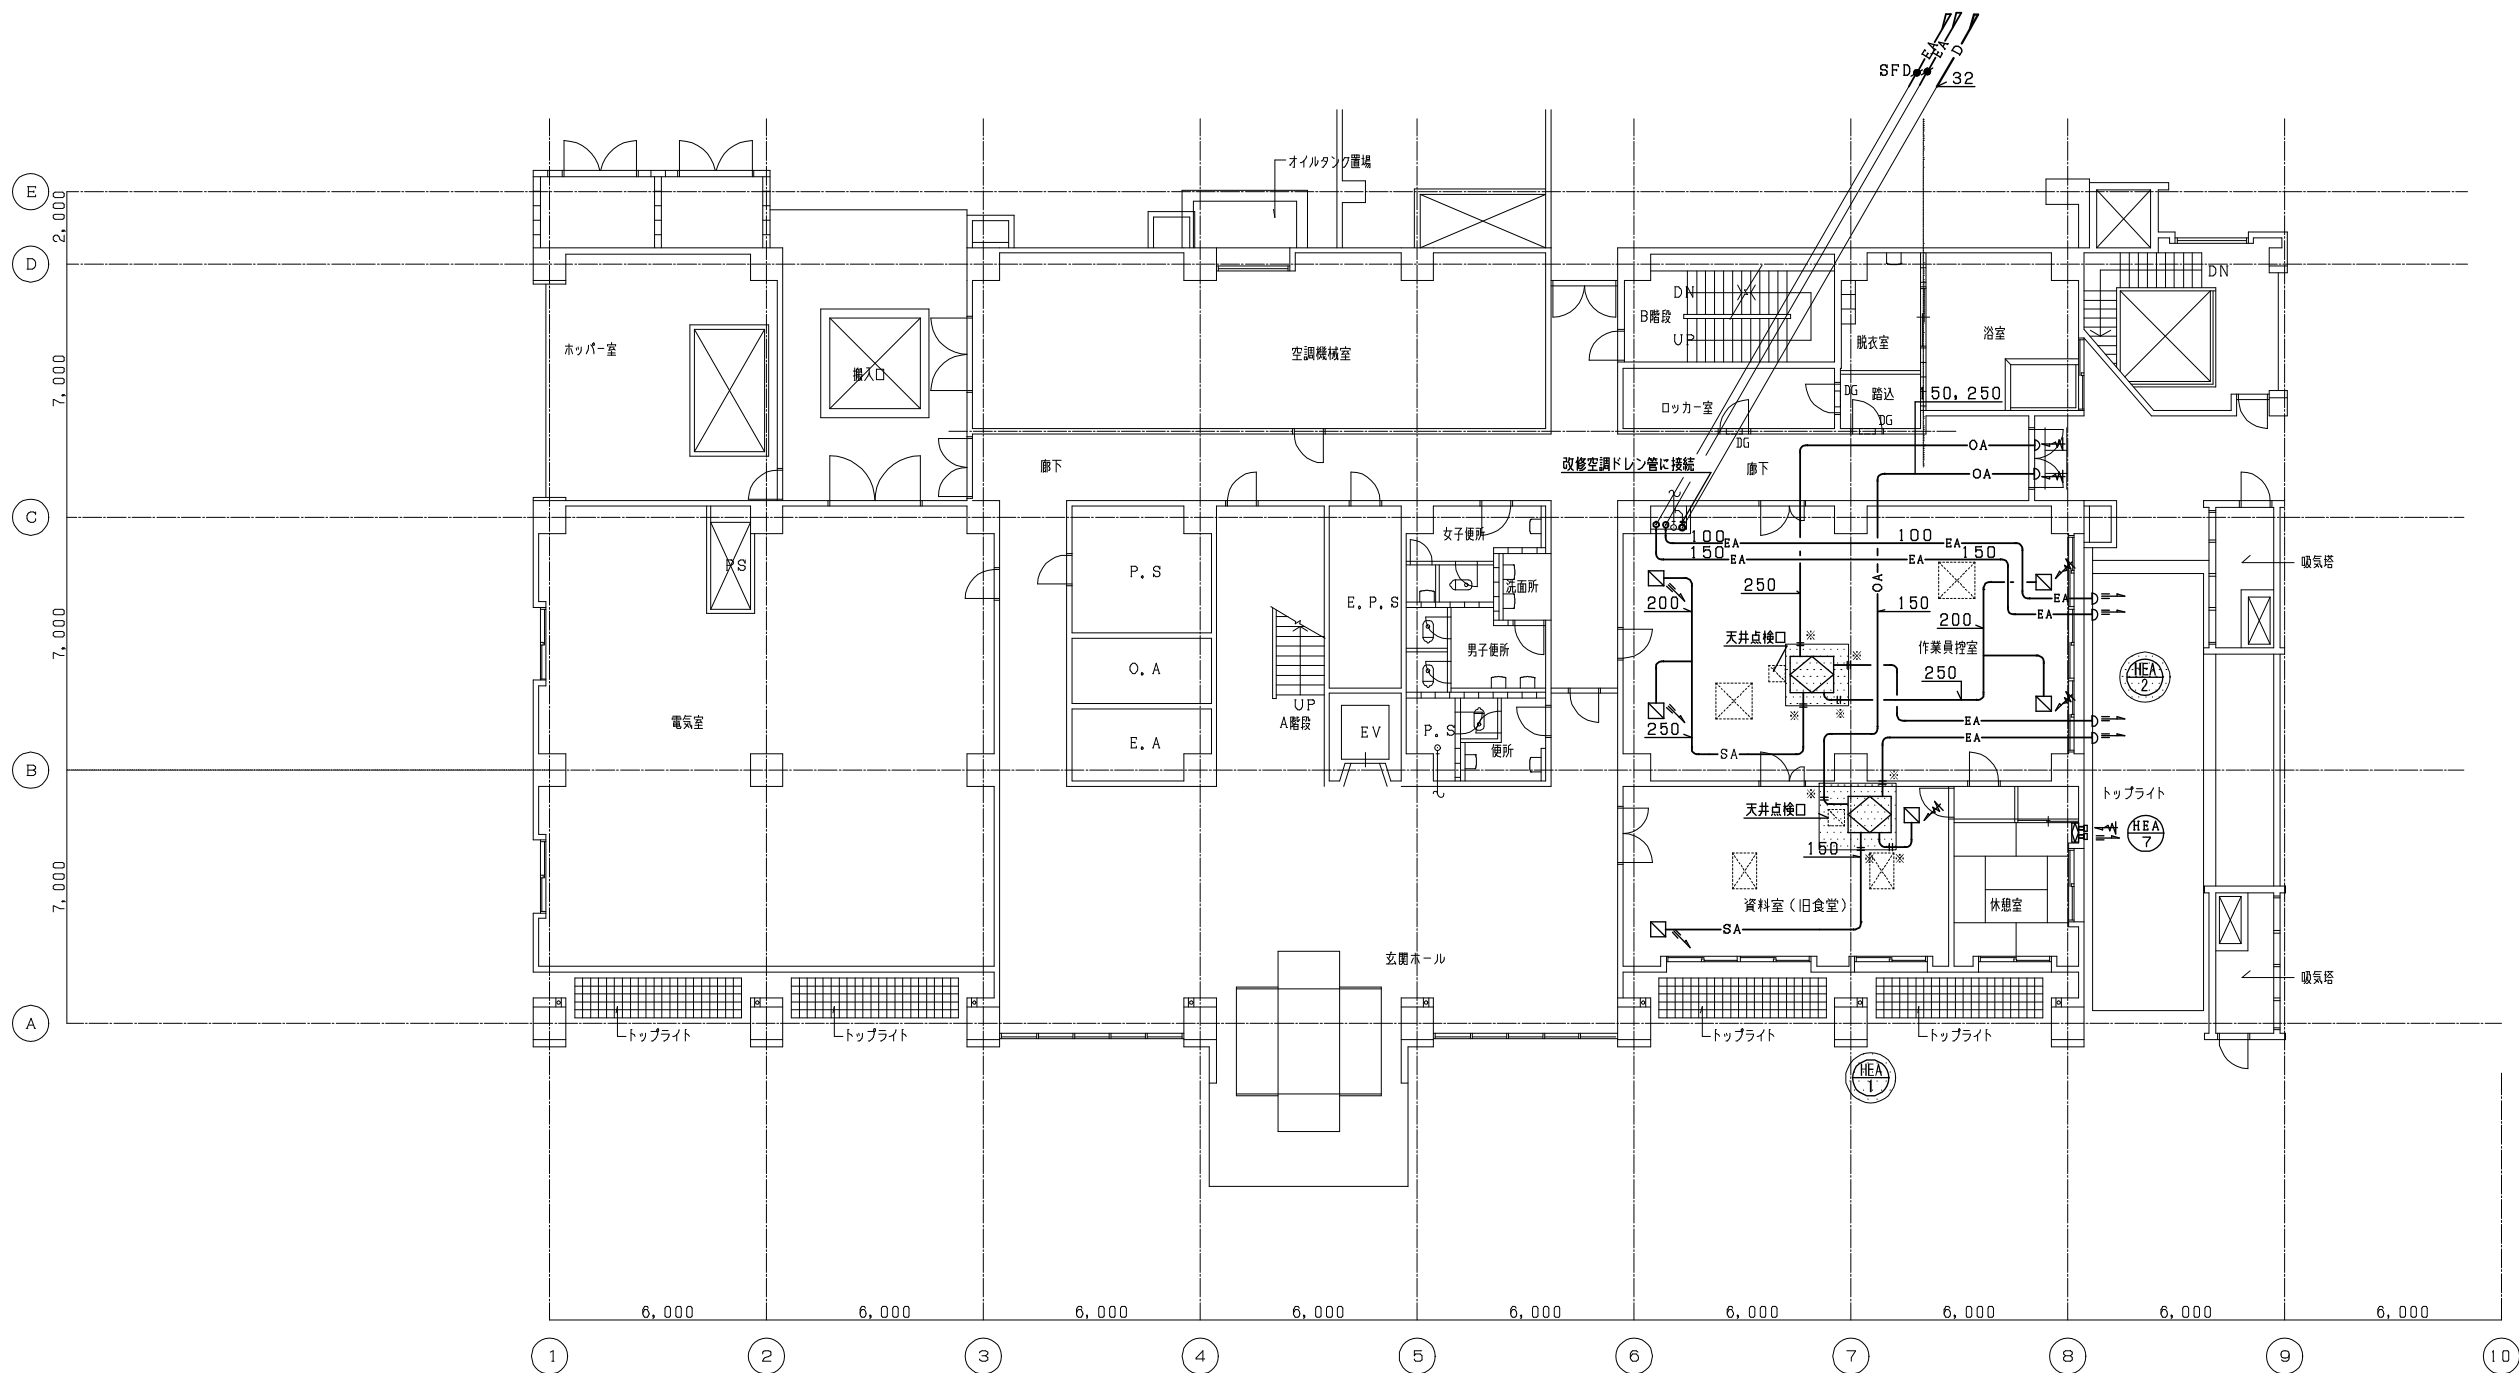 EA
EA
D
SFD
32
オイルタンク置場
E
2,000
D
DN
DN
B階段
UP
ホッパー室
空調機械室
脱衣室
浴室
搬入口
7,000
DG
踏込
150,250
ロッカー室
DG
DG
OA
改修空調ドレン管に接続
廊下
廊下
OA
C
女子便所
100
EA
100
EA
150
EA
EA
150
PS
P.S
洗面所
吸気塔
250
OA
E.P.S
200
150
EA
EA
200
7,000
天井点検口
※
男子便所
作業員控室
※
O.A
250
HEA
2
UP
A階段
電気室
E.A
P.S
EV
250
※
※
EA
EA
便所
SA
B
※
トップライト
※
天井点検口
HEA
7
150
※
※
7,000
資料室(旧食堂)
休憩室
SA
玄関ホール
吸気塔
A
トップライト
トップライト
トップライト
トップライト
HEA
1
6,000
6,000
6,000
6,000
6,000
6,000
6,000
6,000
6,000
1
2
3
4
5
6
7
8
9
10